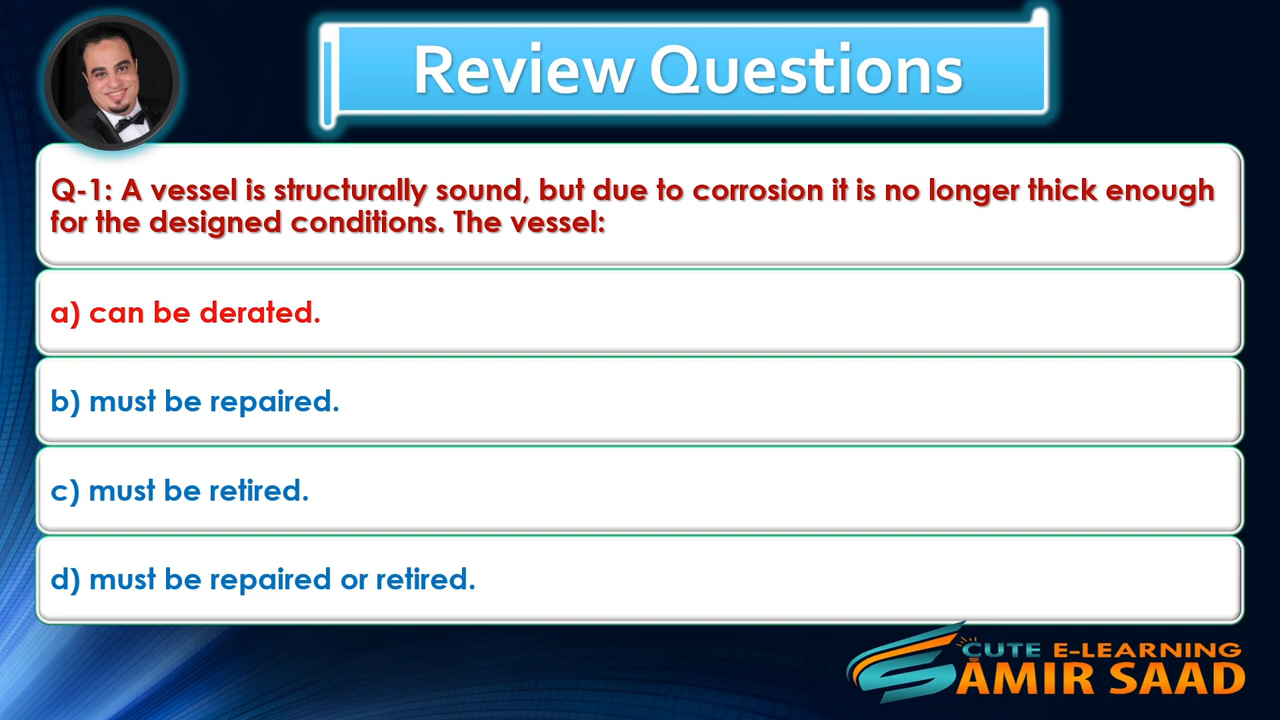 Review Questions
Q-1: A vessel is structurally sound, but due to corrosion it is no longer thick enough
for the designed conditions. The vessel:
a) can be derated.
b) must be repaired.
c) must be retired.
d) must be repaired or retired.
CUTE E-LEARNING
AMIR SAAD